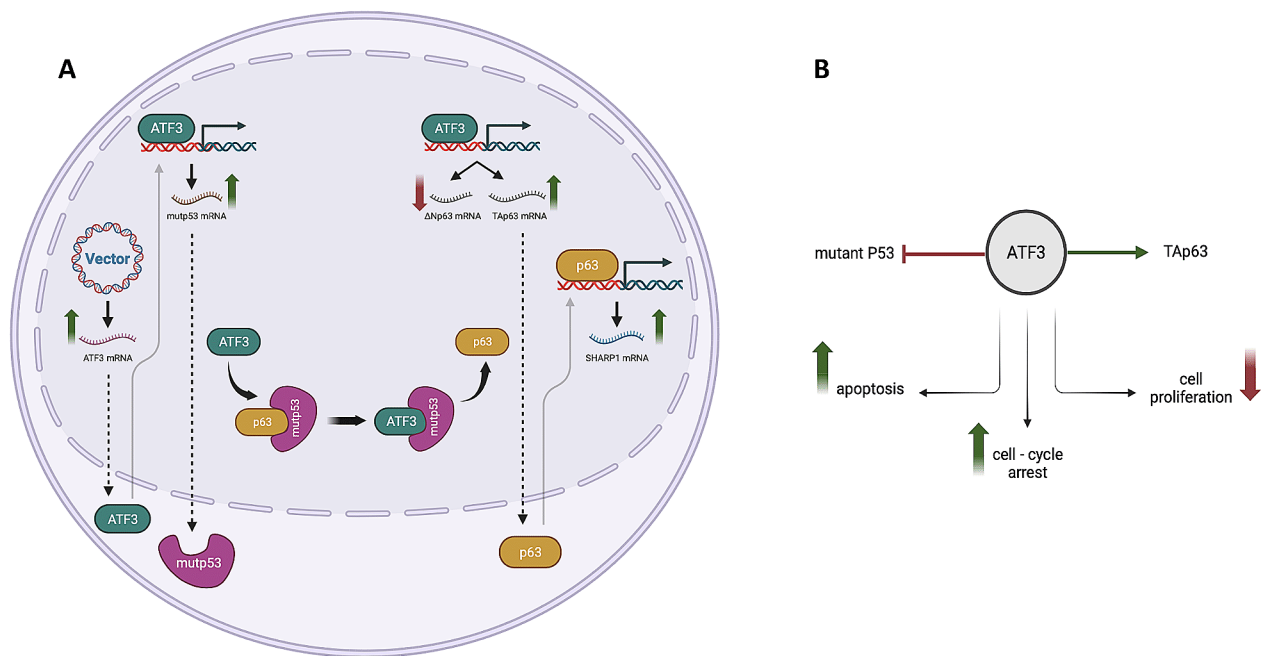 A
ATF3
mutp53 mRNA
Vector
ATF3 mRNA
ATF3
mutp53
ATF3
ΔNp63 mRNA
TAp63 mRNA
p63
SHARP1 mRNA
ATF3
p63
mutp53
ATF3
mutp53
p63
p63
B
mutant P53
ATF3
TAp63
apoptosis
cell - cycle
arrest
cell
proliferation